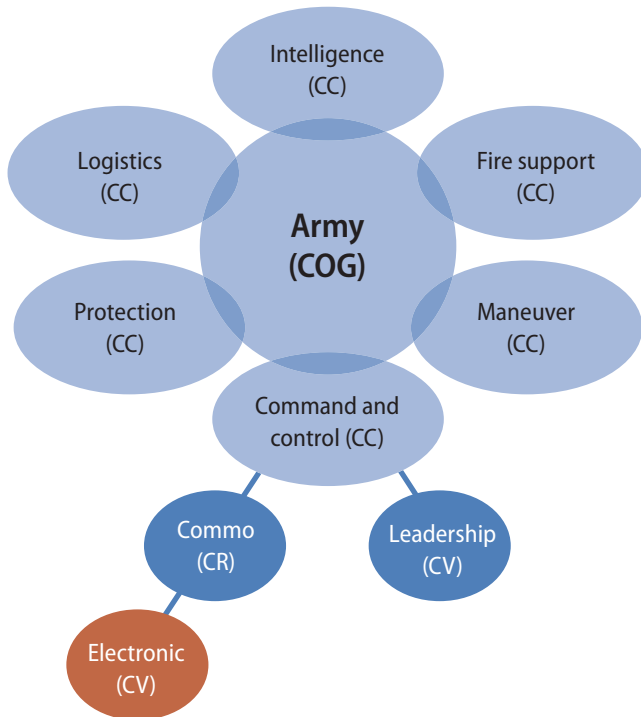 Intelligence
(CC)
Logistics
(CC)
Fire support
(CC)
Army
(COG)
Protection
(CC)
Maneuver
(CC)
Command and
control (CC)
Commo
(CR)
Leadership
(CV)
Electronic
(CV)